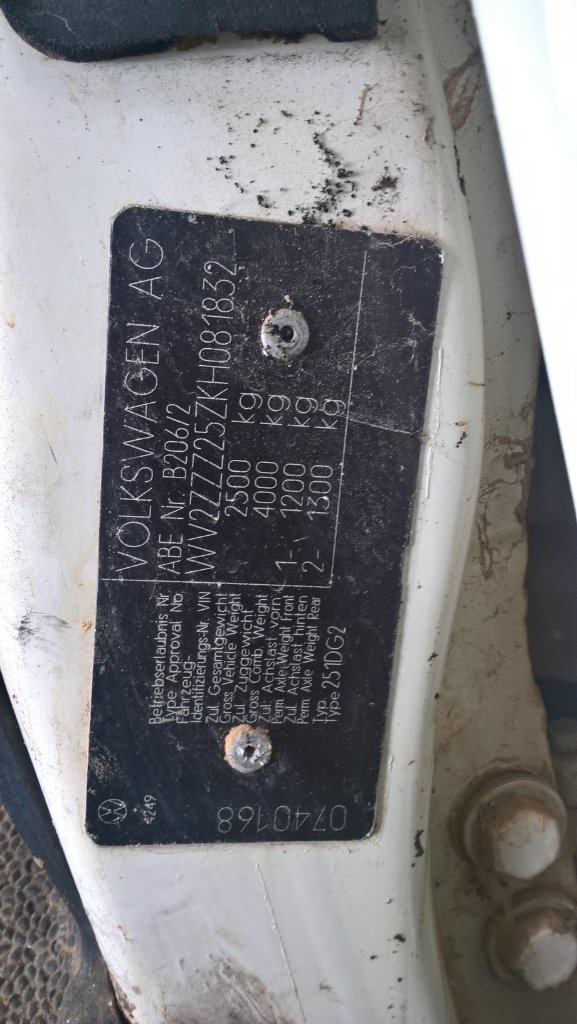 VOLKSWAGEN AG
Betriebserlaubnis Nr.
Type Approval No. ABE Nr. B206/2
Fahrzeug-
Identifizierungs-Nr. VIN WV2ZZZ25ZKH081832
Zul. Gesamtgewicht
Gross Vehicle Weight 2500 kg
Zul. Zuggewicht
Gross Comb. Weight 4000 kg
Zul. Achslast vorn
Perm. Axle Weight Front 1- 1200 kg
Zul. Achslast hinten
Perm. Axle Weight Rear 2- 1300 kg
Typ
Type 251DG2
4249
0740168